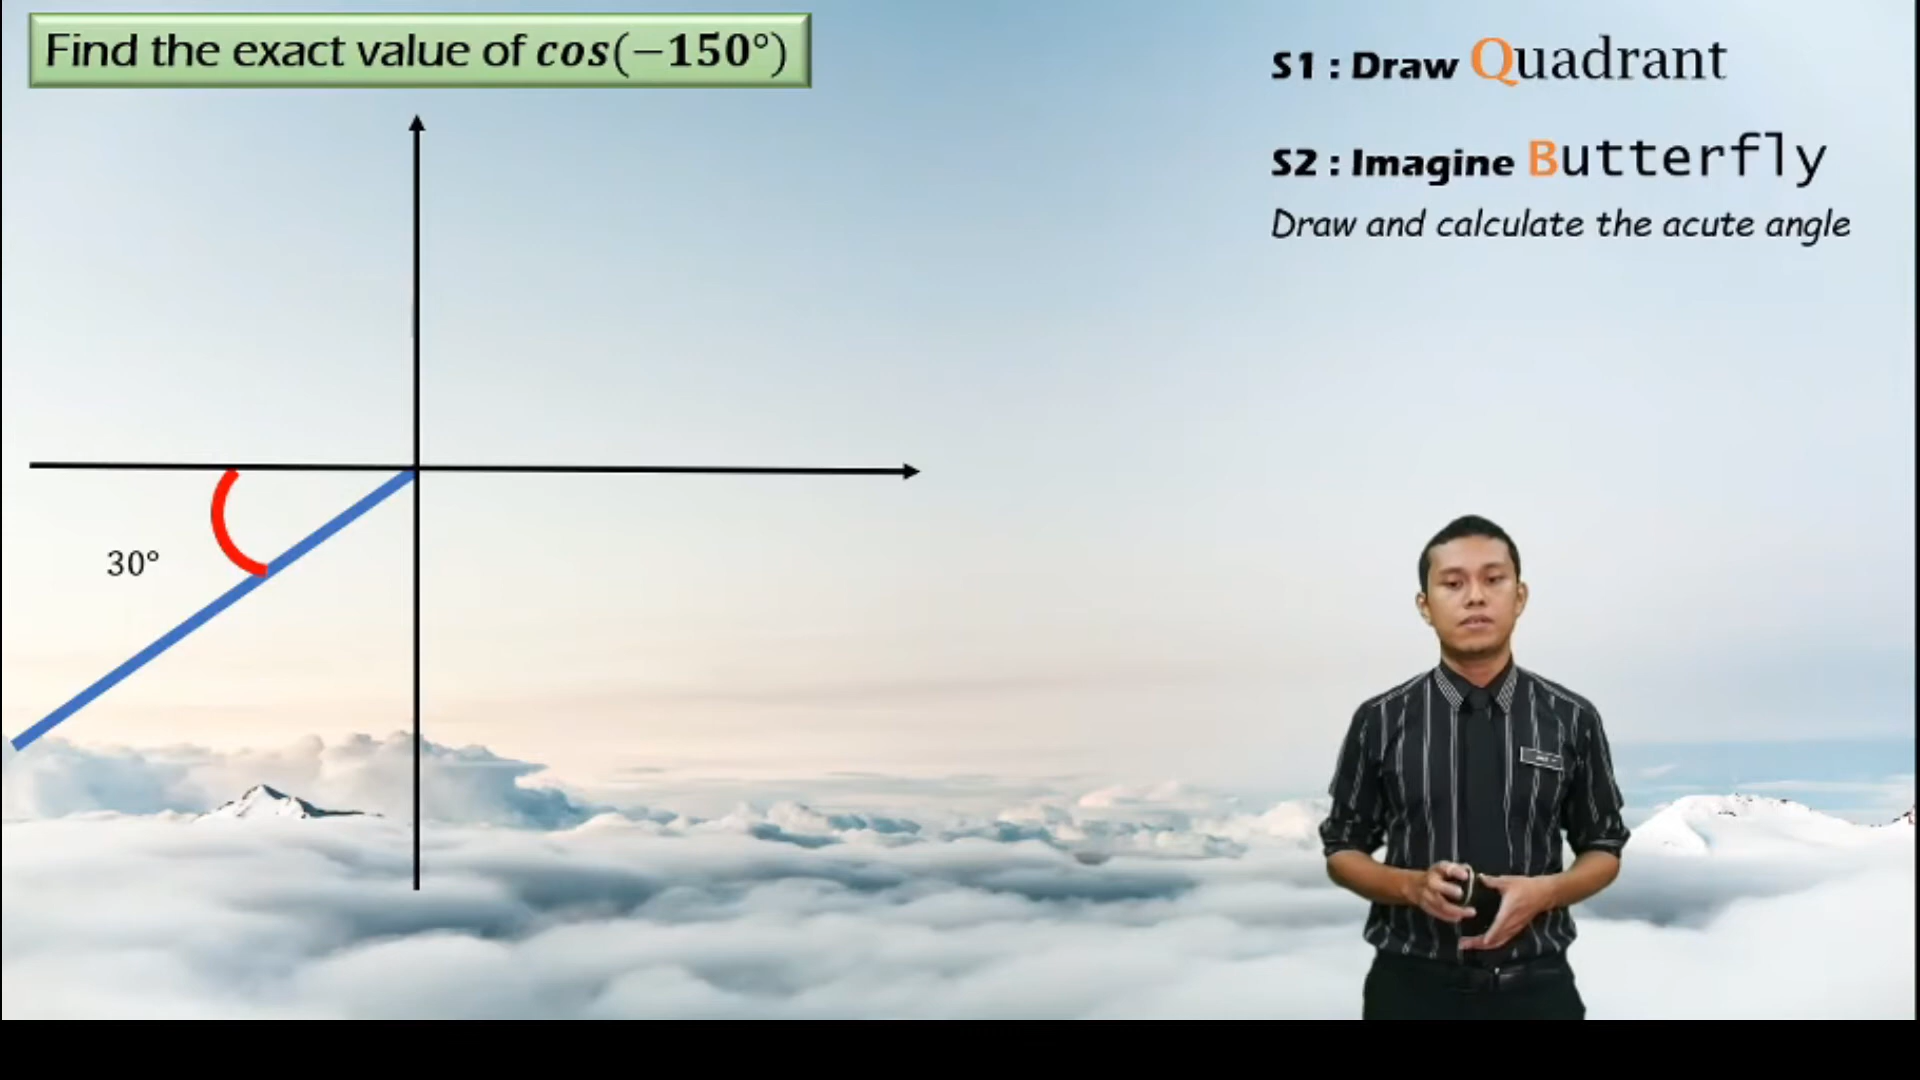 Find the exact value of cos(−150°)
S1 : Draw Quadrant
S2 : Imagine Butterfly
Draw and calculate the acute angle
30°